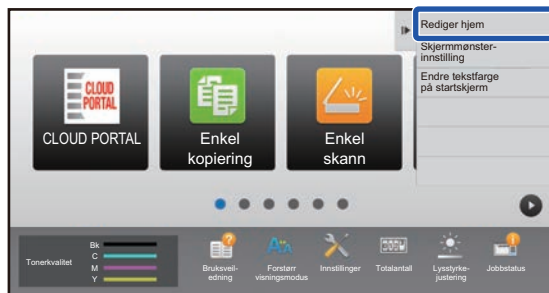 Rediger hjem
Skjermmønster-
innstilling
Endre tekstfarge
på startskjerm
CLOUD
PORTAL
CLOUD PORTAL
Enkel
kopiering
Enkel
skann
Tonerkvalitet
Bk
C
M
Y
Bruksveil-
edning
Forstørr
visningsmodus
Innstillinger
Totalantall
Lysstyrke-
justering
Jobbstatus